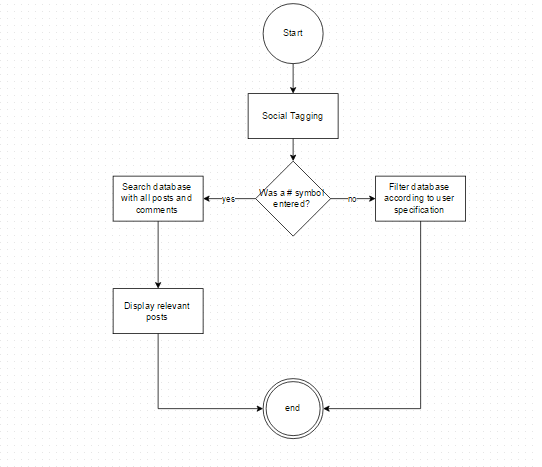 Start
Social Tagging
Was a # symbol
entered?
yes
no
Search database
with all posts and
comments
Filter database
according to user
specification
Display relevant
posts
end